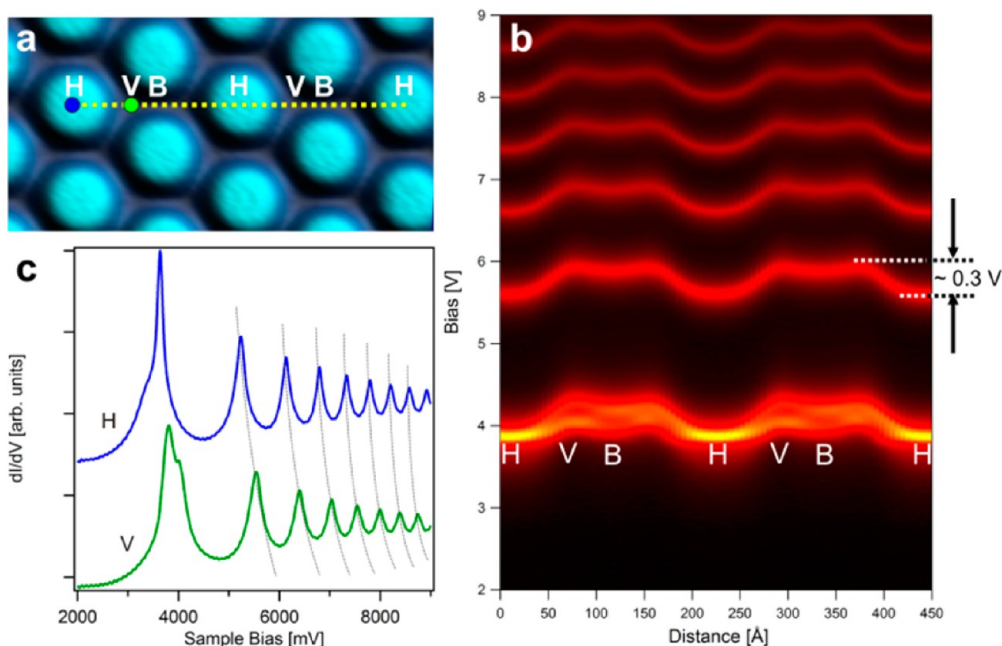 a
H V B H V B H
b
9
8
7
6
5
4
3
2
Bias [V]
~ 0.3 V
H V B H V B H
0 50 100 150 200 250 300 350 400 450
Distance [Å]
c
dI/dV [arb. units]
H
V
2000 4000 6000 8000
Sample Bias [mV]